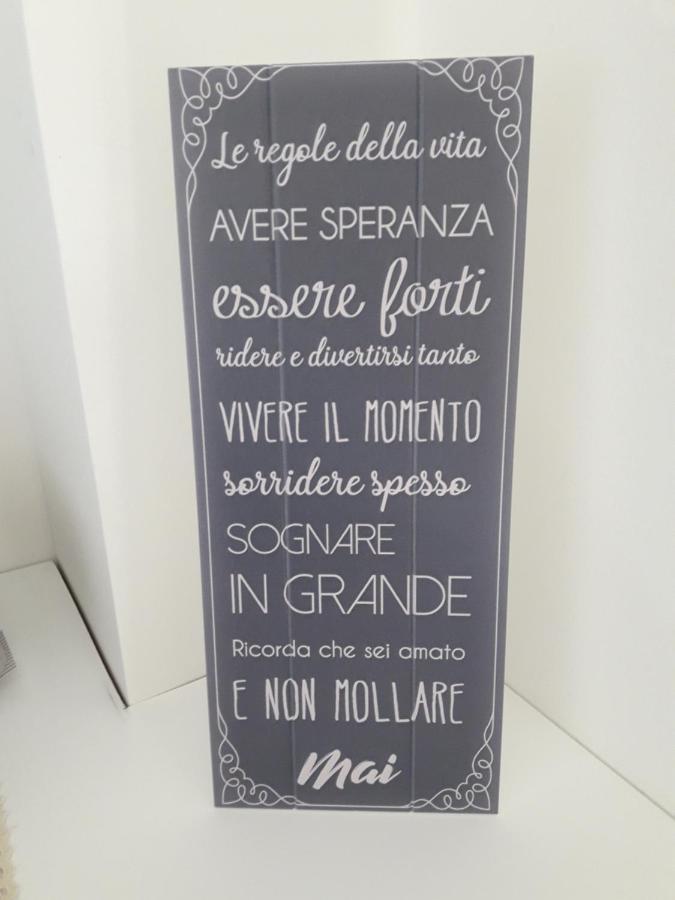 Le regole della vita
AVERE SPERANZA
essere forti
ridere e divertirsi tanto
VIVERE IL MOMENTO
sorridere spesso
SOGNARE
IN GRANDE
Ricorda che sei amato
E NON MOLLARE
Mai